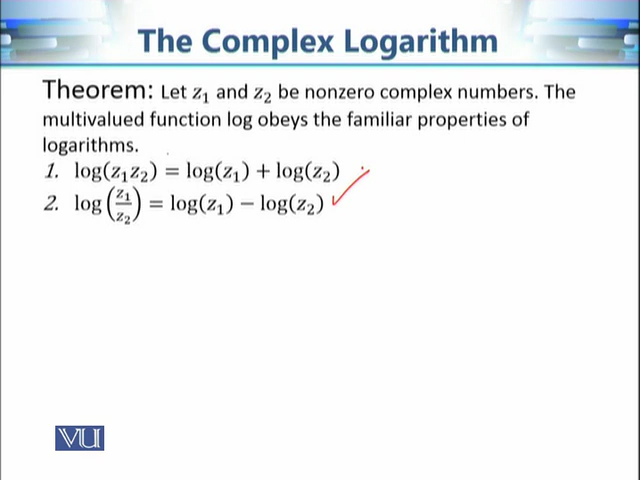 The Complex Logarithm
Theorem: Let z₁ and z₂ be nonzero complex numbers. The
multivalued function log obeys the familiar properties of
logarithms.
1. log(z₁z₂) = log(z₁) + log(z₂)
2. log(z₁/z₂) = log(z₁) − log(z₂)
VU